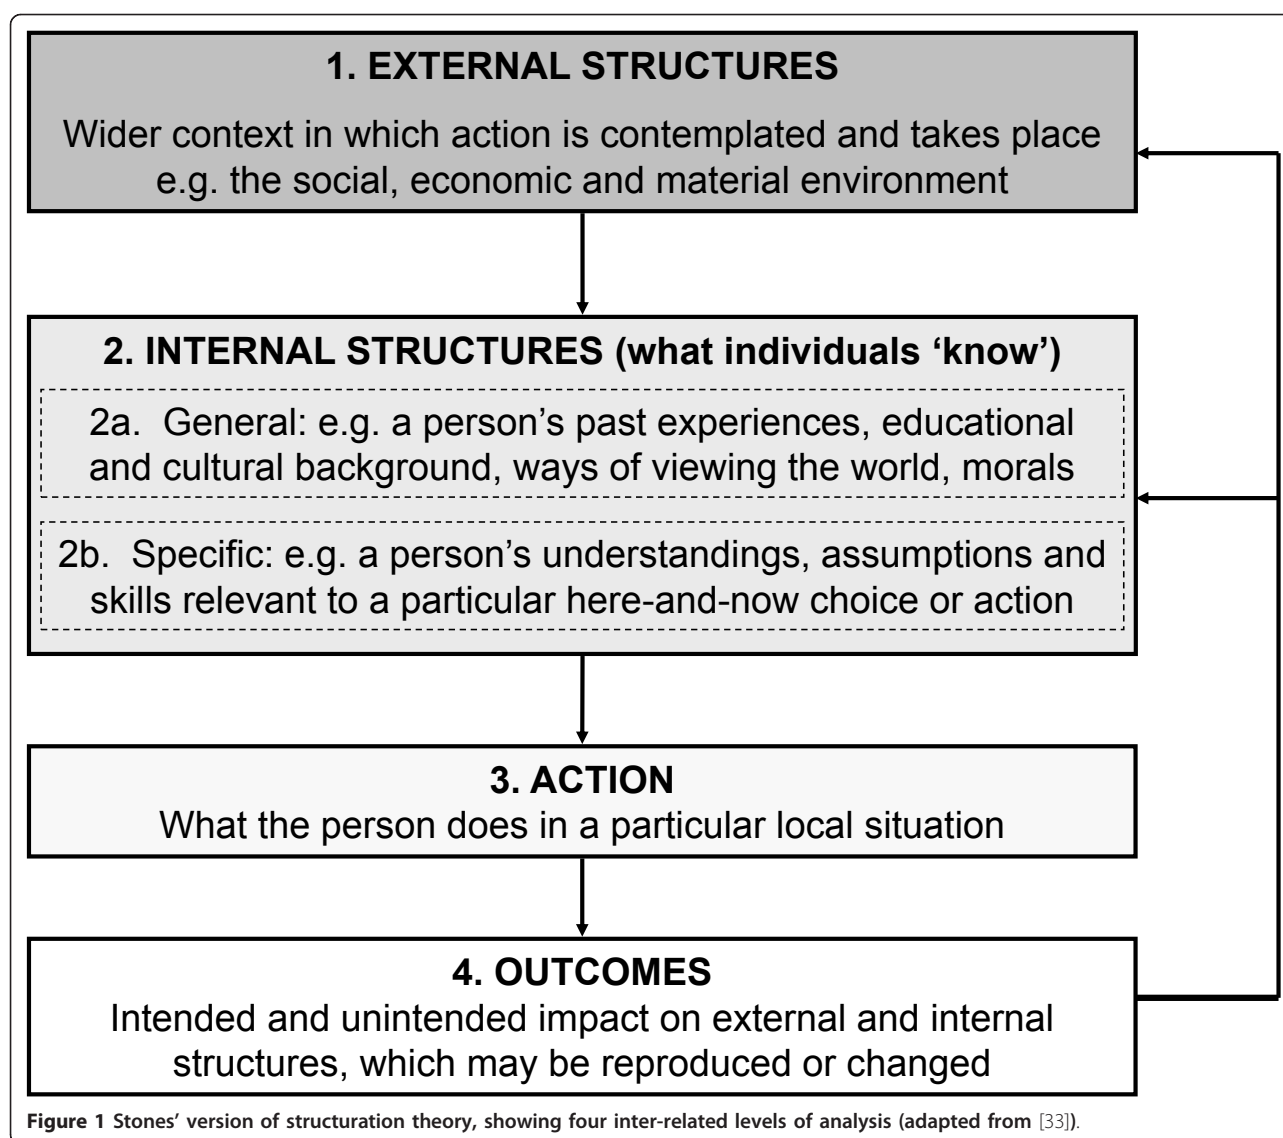 1. EXTERNAL STRUCTURES
Wider context in which action is contemplated and takes place
e.g. the social, economic and material environment
2. INTERNAL STRUCTURES (what individuals ‘know’)
2a.  General: e.g. a person’s past experiences, educational
and cultural background, ways of viewing the world, morals
2b.  Specific: e.g. a person’s understandings, assumptions and
skills relevant to a particular here-and-now choice or action
3. ACTION
What the person does in a particular local situation
4. OUTCOMES
Intended and unintended impact on external and internal
structures, which may be reproduced or changed
Figure 1 Stones’ version of structuration theory, showing four inter-related levels of analysis (adapted from [33]).